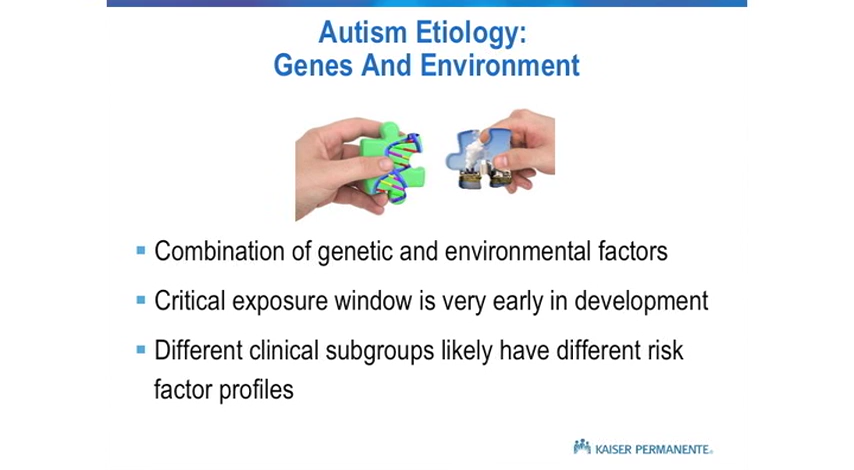 Autism Etiology:
Genes And Environment
Combination of genetic and environmental factors
Critical exposure window is very early in development
Different clinical subgroups likely have different risk
factor profiles
KAISER PERMANENTE®